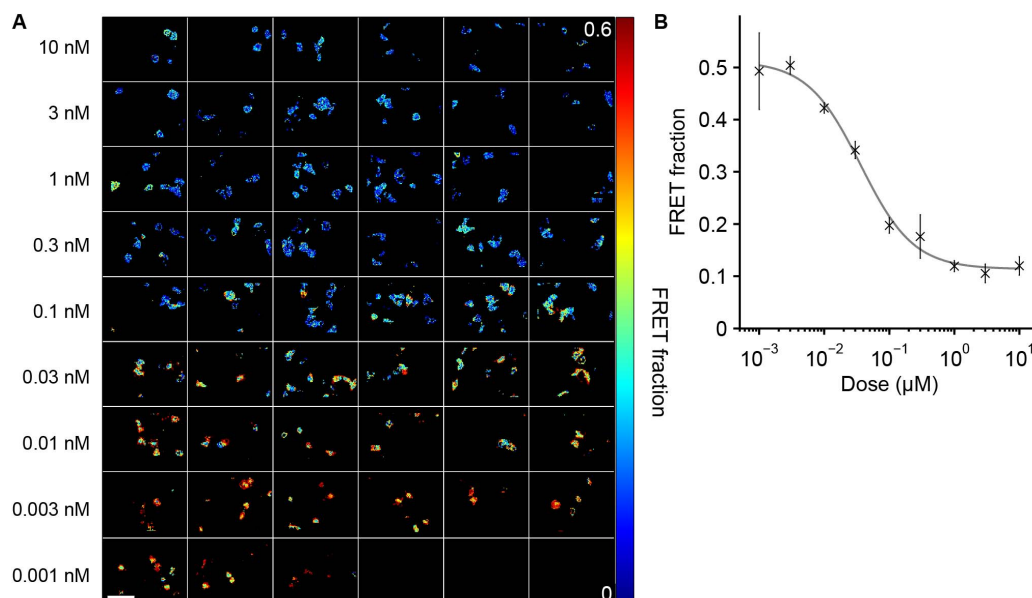 A
10 nM
3 nM
1 nM
0.3 nM
0.1 nM
0.03 nM
0.01 nM
0.003 nM
0.001 nM
0.6
FRET fraction
0
B
FRET fraction
0.5
0.4
0.3
0.2
0.1
0
10⁻³
10⁻²
10⁻¹
10⁰
10¹
Dose (µM)